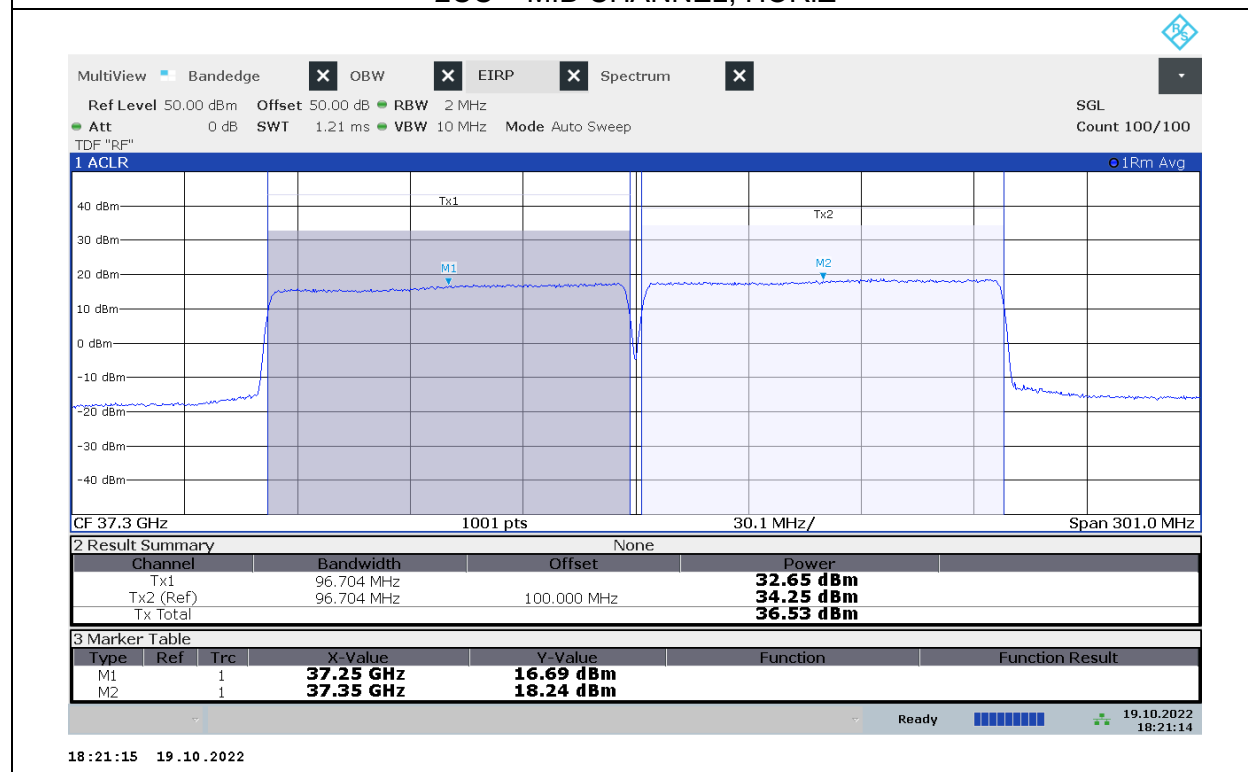 MultiView Bandedge X OBW X EIRP X Spectrum X
Ref Level 50.00 dBm Offset 50.00 dB RBW 2 MHz SGL
Att 0 dB SWT 1.21 ms VBW 10 MHz Mode Auto Sweep Count 100/100
TDF "RF"
1 ACLR 1Rm Avg
40 dBm
Tx1
Tx2
30 dBm
20 dBm
M1
M2
10 dBm
0 dBm
-10 dBm
-20 dBm
-30 dBm
-40 dBm
CF 37.3 GHz 1001 pts 30.1 MHz/ Span 301.0 MHz
2 Result Summary None
Channel Bandwidth Offset Power
Tx1 96.704 MHz 32.65 dBm
Tx2 (Ref) 96.704 MHz 100.000 MHz 34.25 dBm
Tx Total 36.53 dBm
3 Marker Table
Type Ref Trc X-Value Y-Value Function Function Result
M1 1 37.25 GHz 16.69 dBm
M2 1 37.35 GHz 18.24 dBm
Ready 19.10.2022
18:21:14
18:21:15 19.10.2022